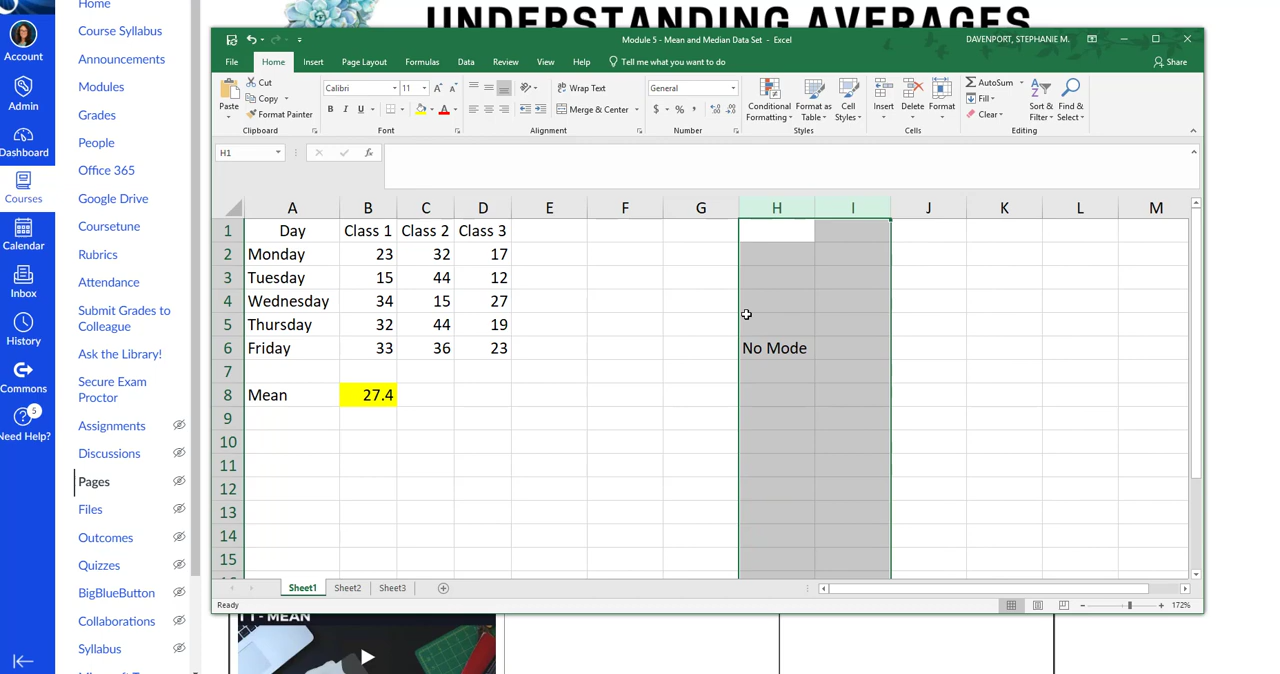 UNDERSTANDING AVERAGES
Account
Admin
Dashboard
Courses
Calendar
Inbox
History
Commons
5
Need Help?
Home
Course Syllabus
Announcements
Modules
Grades
People
Office 365
Google Drive
Coursetune
Rubrics
Attendance
Submit Grades to
Colleague
Ask the Library!
Secure Exam
Proctor
Assignments
Discussions
Pages
Files
Outcomes
Quizzes
BigBlueButton
Collaborations
Syllabus
Module 5 - Mean and Median Data Set - Excel
DAVENPORT, STEPHANIE M.
File Home Insert Page Layout Formulas Data Review View Help Tell me what you want to do Share
Paste
Cut
Copy
Format Painter
Clipboard
Calibri 11
B I U
Font
Wrap Text
Merge & Center
Alignment
General
$ % ,
Number
Conditional
Formatting
Format as
Table
Cell
Styles
Styles
Insert Delete Format
Cells
AutoSum
Fill
Clear
Sort &
Filter
Find &
Select
Editing
H1 fx
A B C D E F G H I J K L M
1 Day Class 1 Class 2 Class 3
2 Monday 23 32 17
3 Tuesday 15 44 12
4 Wednesday 34 15 27
5 Thursday 32 44 19
6 Friday 33 36 23 No Mode
7
8 Mean 27.4
9
10
11
12
13
14
15
Sheet1 Sheet2 Sheet3
Ready 172%
- MEAN